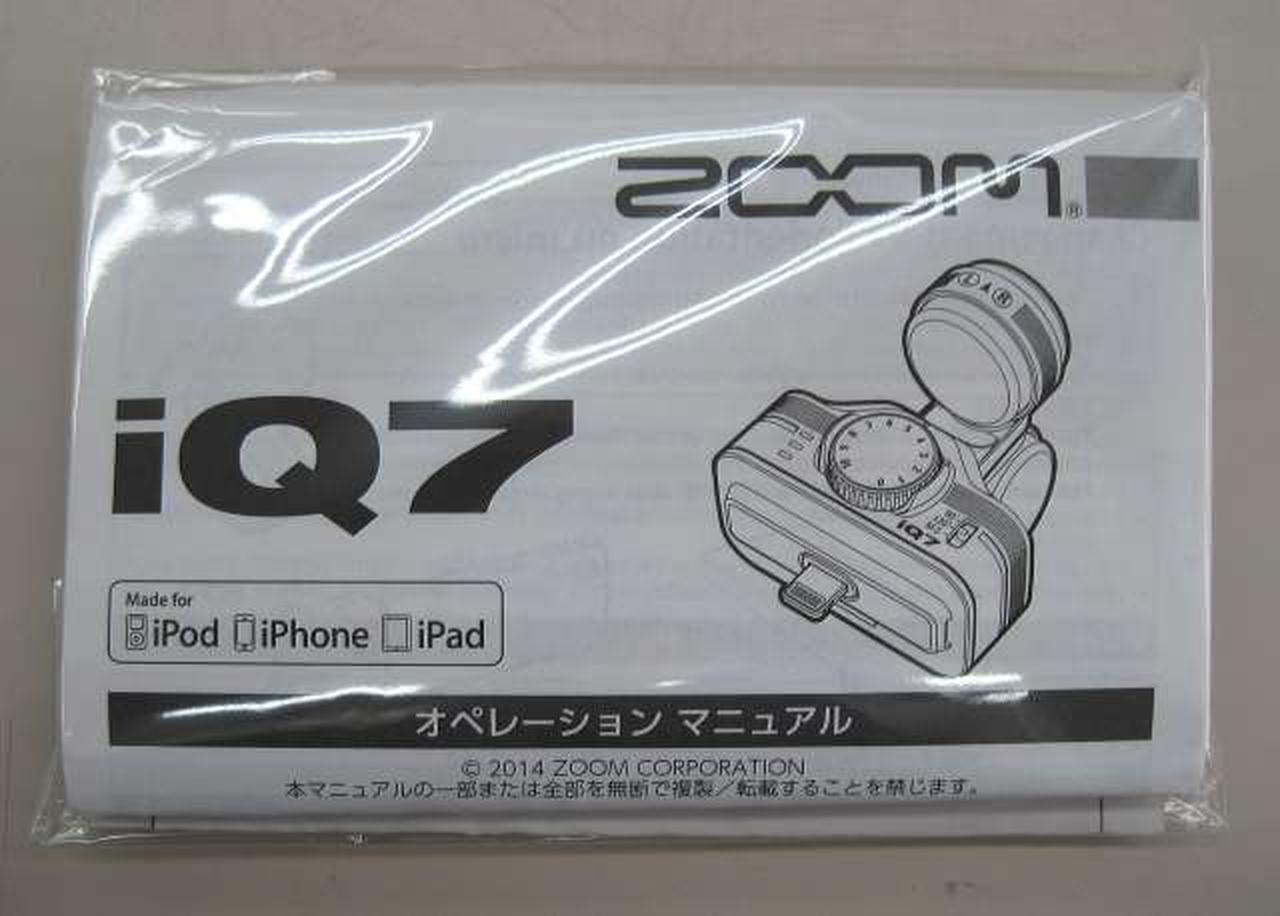 ZOOM®
iQ7
L R
iQ7
Made for
iPod iPhone iPad
オペレーション マニュアル
© 2014 ZOOM CORPORATION
本マニュアルの一部または全部を無断で複製／転載することを禁じます。